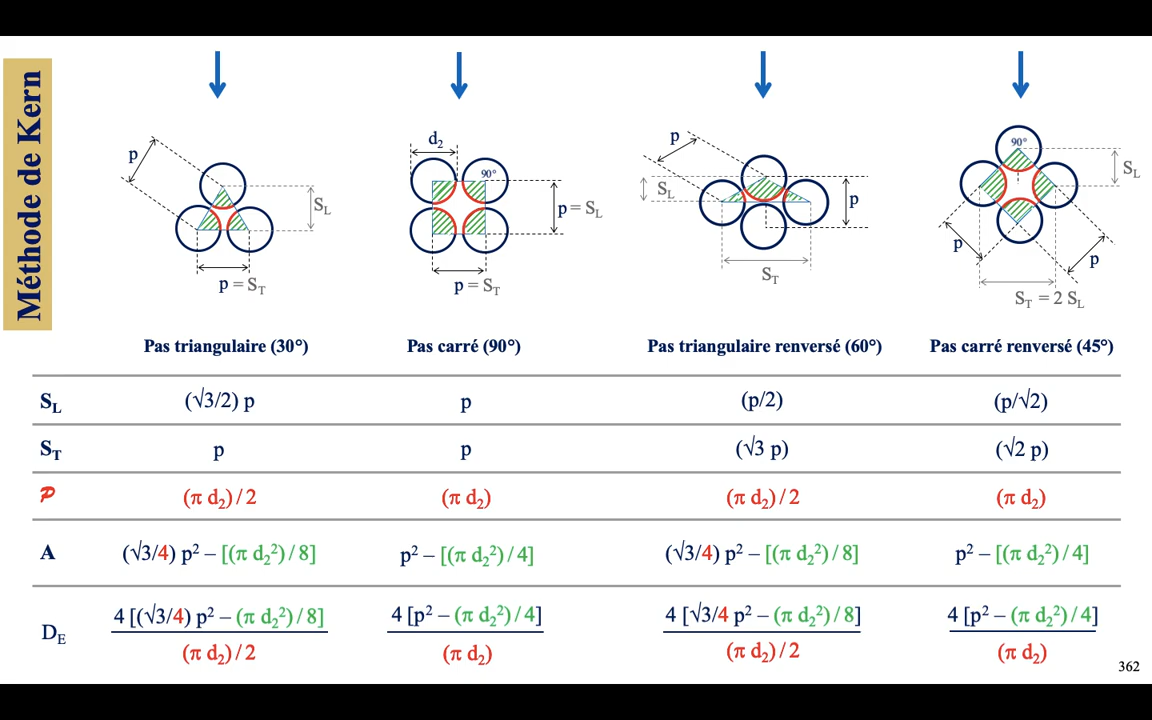 Méthode de Kern
p
S_L
p = S_T
d₂
90°
p = S_L
p = S_T
p
S_L
p
S_T
90°
S_L
p
p
S_T = 2 S_L
Pas triangulaire (30°) Pas carré (90°) Pas triangulaire renversé (60°) Pas carré renversé (45°)
S_L (√3/2) p p (p/2) (p/√2)
S_T p p (√3 p) (√2 p)
𝓟 (π d₂) / 2 (π d₂) (π d₂) / 2 (π d₂)
A (√3/4) p² – [(π d₂²) / 8] p² – [(π d₂²) / 4] (√3/4) p² – [(π d₂²) / 8] p² – [(π d₂²) / 4]
4 [(√3/4) p² – (π d₂²) / 8] 4 [p² – (π d₂²) / 4] 4 [√3/4 p² – (π d₂²) / 8] 4 [p² – (π d₂²) / 4]
D_E
(π d₂) / 2 (π d₂) (π d₂) / 2 (π d₂)
362